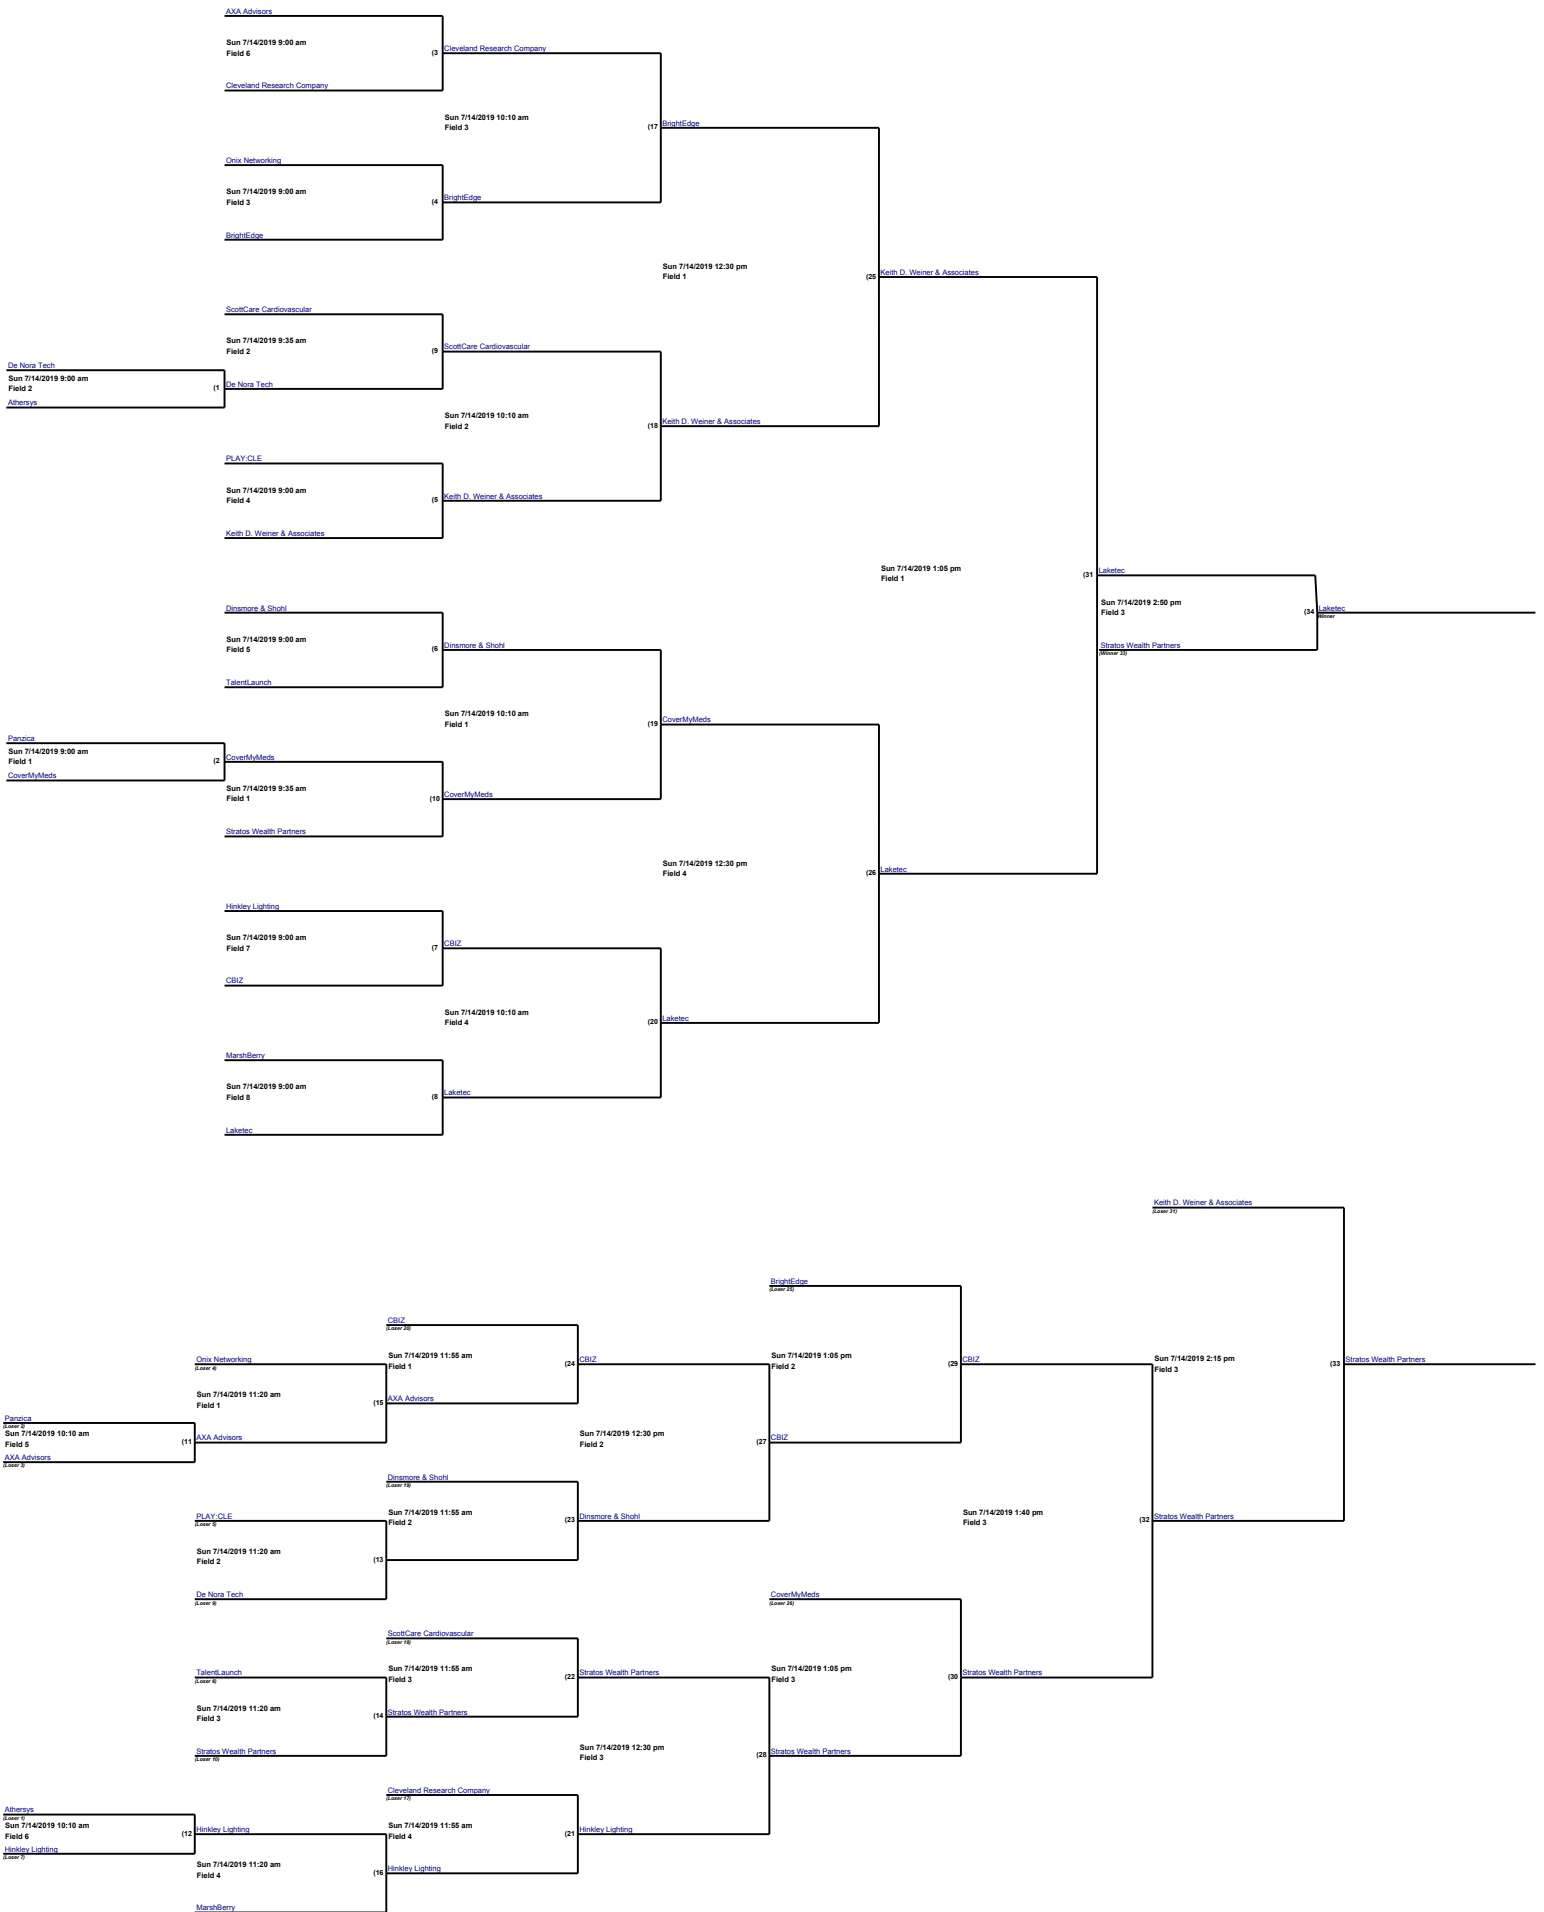 AXA Advisors
Sun 7/14/2019 9:00 am
Field 6
(3
Cleveland Research Company
Cleveland Research Company
Sun 7/14/2019 10:10 am
Field 3
(17
BrightEdge
Onix Networking
Sun 7/14/2019 9:00 am
Field 3
(4
BrightEdge
BrightEdge
Sun 7/14/2019 12:30 pm
Field 1
(25
Keith D. Weiner & Associates
ScottCare Cardiovascular
Sun 7/14/2019 9:35 am
Field 2
(9
ScottCare Cardiovascular
De Nora Tech
Sun 7/14/2019 9:00 am
Field 2
(1
De Nora Tech
Athersys
Sun 7/14/2019 10:10 am
Field 2
(18
Keith D. Weiner & Associates
PLAY:CLE
Sun 7/14/2019 9:00 am
Field 4
(5
Keith D. Weiner & Associates
Keith D. Weiner & Associates
Sun 7/14/2019 1:05 pm
Field 1
(31
Laketec
Sun 7/14/2019 2:50 pm
Field 3
(34
Laketec
Winner
Stratos Wealth Partners
(Winner 33)
Dinsmore & Shohl
Sun 7/14/2019 9:00 am
Field 5
(6
Dinsmore & Shohl
TalentLaunch
Sun 7/14/2019 10:10 am
Field 1
(19
CoverMyMeds
Panzica
Sun 7/14/2019 9:00 am
Field 1
(2
CoverMyMeds
CoverMyMeds
Sun 7/14/2019 9:35 am
Field 1
(10
CoverMyMeds
Stratos Wealth Partners
Sun 7/14/2019 12:30 pm
Field 4
(26
Laketec
Hinkley Lighting
Sun 7/14/2019 9:00 am
Field 7
(7
CBIZ
CBIZ
Sun 7/14/2019 10:10 am
Field 4
(20
Laketec
MarshBerry
Sun 7/14/2019 9:00 am
Field 8
(8
Laketec
Laketec
Keith D. Weiner & Associates
(Loser 31)
BrightEdge
(Loser 25)
CBIZ
(Loser 20)
Onix Networking
(Loser 4)
Sun 7/14/2019 11:55 am
Field 1
(24
CBIZ
Sun 7/14/2019 1:05 pm
Field 2
(29
CBIZ
Sun 7/14/2019 2:15 pm
Field 3
(33
Stratos Wealth Partners
Sun 7/14/2019 11:20 am
Field 1
(15
AXA Advisors
Panzica
(Loser 2)
Sun 7/14/2019 10:10 am
Field 5
(11
AXA Advisors
AXA Advisors
(Loser 3)
Sun 7/14/2019 12:30 pm
Field 2
(27
CBIZ
Dinsmore & Shohl
(Loser 19)
PLAY:CLE
(Loser 5)
Sun 7/14/2019 11:55 am
Field 2
(23
Dinsmore & Shohl
Sun 7/14/2019 1:40 pm
Field 3
(32
Stratos Wealth Partners
Sun 7/14/2019 11:20 am
Field 2
(13
De Nora Tech
(Loser 9)
CoverMyMeds
(Loser 26)
ScottCare Cardiovascular
(Loser 18)
TalentLaunch
(Loser 6)
Sun 7/14/2019 11:55 am
Field 3
(22
Stratos Wealth Partners
Sun 7/14/2019 1:05 pm
Field 3
(30
Stratos Wealth Partners
Sun 7/14/2019 11:20 am
Field 3
(14
Stratos Wealth Partners
Stratos Wealth Partners
(Loser 10)
Sun 7/14/2019 12:30 pm
Field 3
(28
Stratos Wealth Partners
Cleveland Research Company
(Loser 17)
Athersys
(Loser 1)
Sun 7/14/2019 10:10 am
Field 6
(12
Hinkley Lighting
Hinkley Lighting
(Loser 7)
Sun 7/14/2019 11:55 am
Field 4
(21
Hinkley Lighting
Sun 7/14/2019 11:20 am
Field 4
(16
Hinkley Lighting
MarshBerry